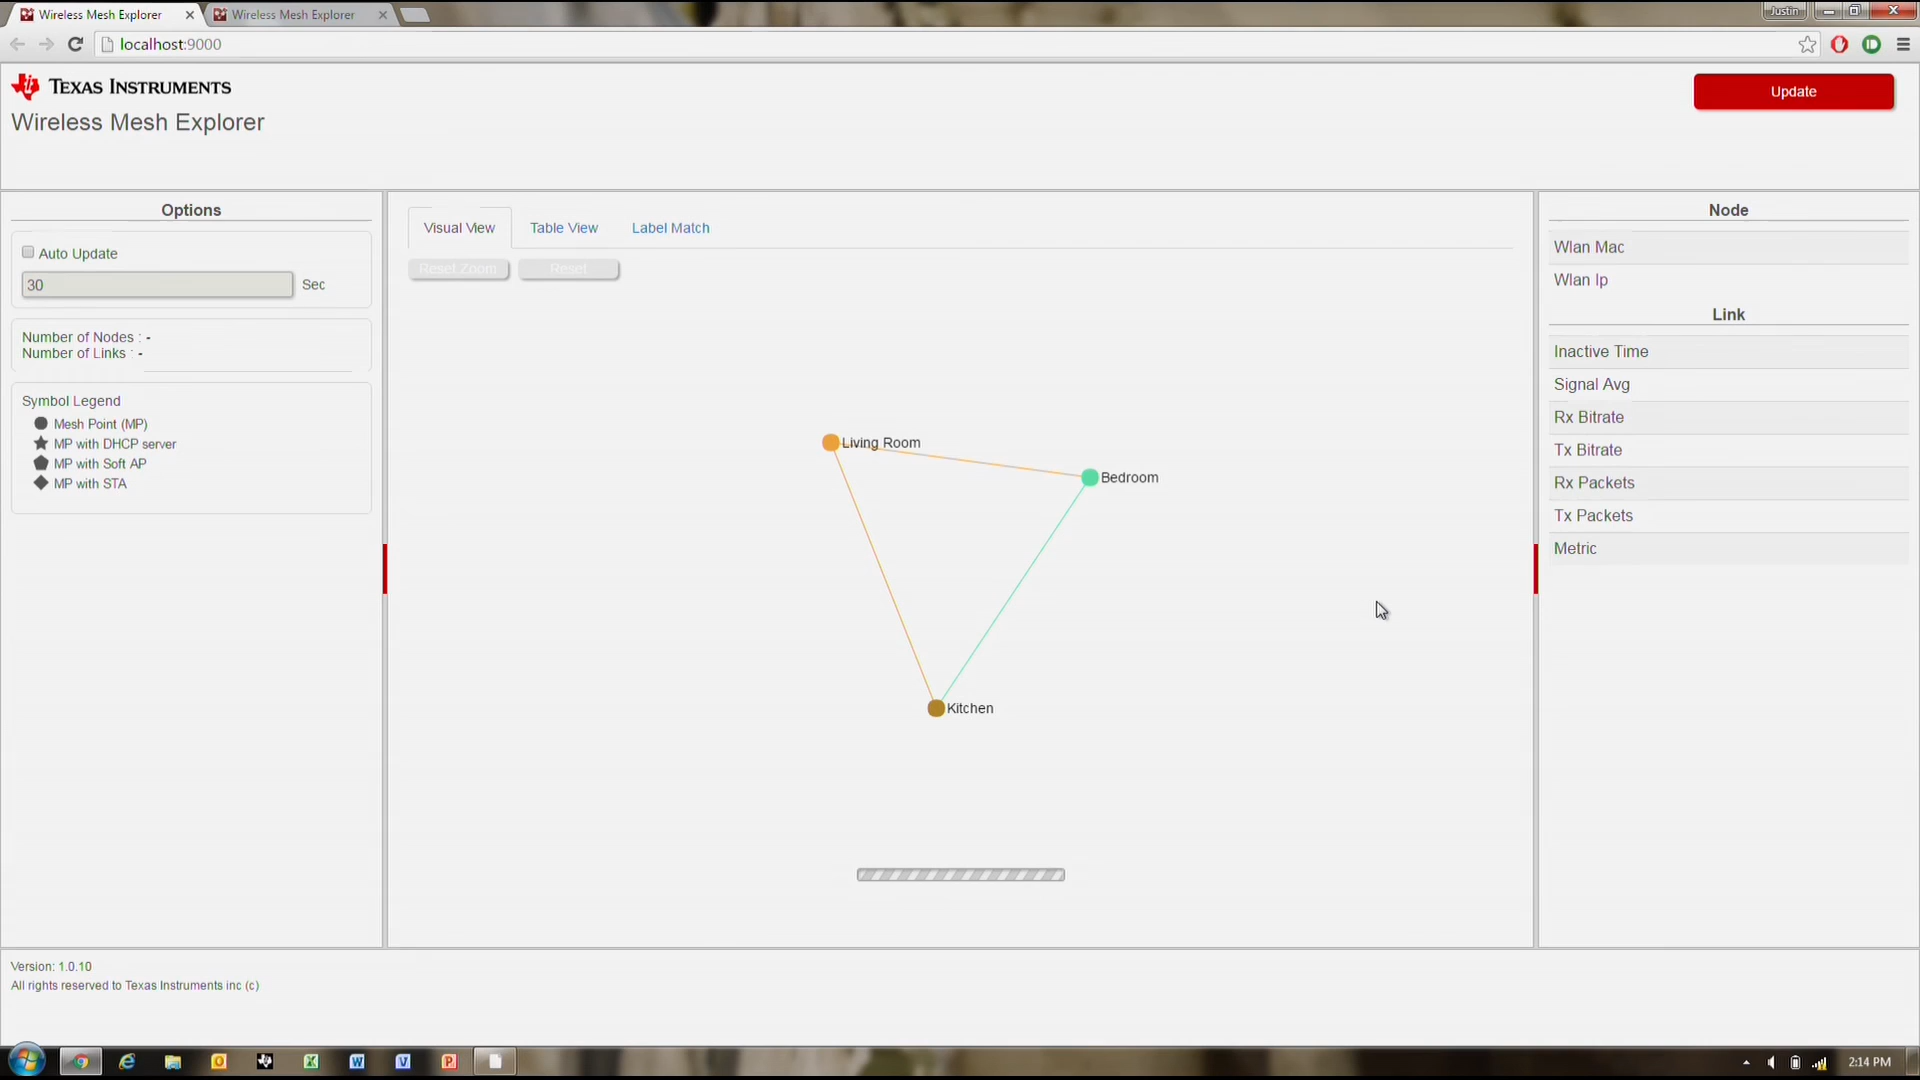 Wireless Mesh Explorer
Wireless Mesh Explorer
Justin
localhost:9000
TEXAS INSTRUMENTS
Wireless Mesh Explorer
Update
Options
Auto Update
30 Sec
Number of Nodes : -
Number of Links : -
Symbol Legend
Mesh Point (MP)
MP with DHCP server
MP with Soft AP
MP with STA
Visual View
Table View
Label Match
Reset Zoom
Reset
Living Room
Bedroom
Kitchen
Node
Wlan Mac
Wlan Ip
Link
Inactive Time
Signal Avg
Rx Bitrate
Tx Bitrate
Rx Packets
Tx Packets
Metric
Version: 1.0.10
All rights reserved to Texas Instruments inc (c)
2:14 PM